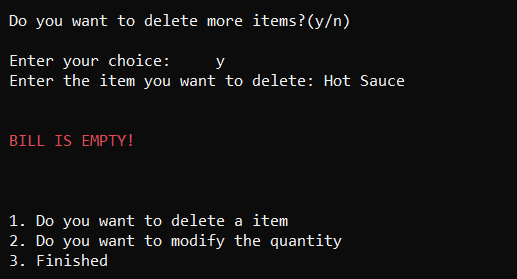 Do you want to delete more items?(y/n)
Enter your choice:     y
Enter the item you want to delete: Hot Sauce
BILL IS EMPTY!
1. Do you want to delete a item
2. Do you want to modify the quantity
3. Finished